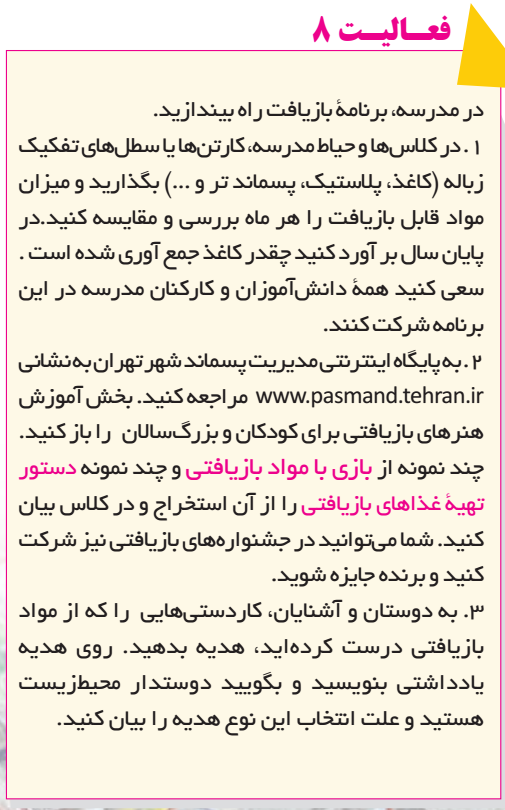 فعـــالیـــت ۸
در مدرسه، برنامهٔ بازیافت راه بیندازید.
۱. در کلاس‌ها و حیاط مدرسه، کارتن‌ها یا سطل‌های تفکیک
زباله (کاغذ، پلاستیک، پسماند تر و ...) بگذارید و میزان
مواد قابل بازیافت را هر ماه بررسی و مقایسه کنید.در
پایان سال بر آورد کنید چقدر کاغذ جمع آوری شده است .
سعی کنید همهٔ دانش‌آموزان و کارکنان مدرسه در این
برنامه شرکت کنند.
۲. به پایگاه اینترنتی مدیریت پسماند شهر تهران به‌نشانی
www.pasmand.tehran.ir مراجعه کنید. بخش آموزش
هنرهای بازیافتی برای کودکان و بزرگ‌سالان را باز کنید.
چند نمونه از بازی با مواد بازیافتی و چند نمونه دستور
تهیهٔ غذاهای بازیافتی را از آن استخراج و در کلاس بیان
کنید. شما می‌توانید در جشنواره‌های بازیافتی نیز شرکت
کنید و برنده جایزه شوید.
۳. به دوستان و آشنایان، کاردستی‌هایی را که از مواد
بازیافتی درست کرده‌اید، هدیه بدهید. روی هدیه
یادداشتی بنویسید و بگویید دوستدار محیط‌زیست
هستید و علت انتخاب این نوع هدیه را بیان کنید.